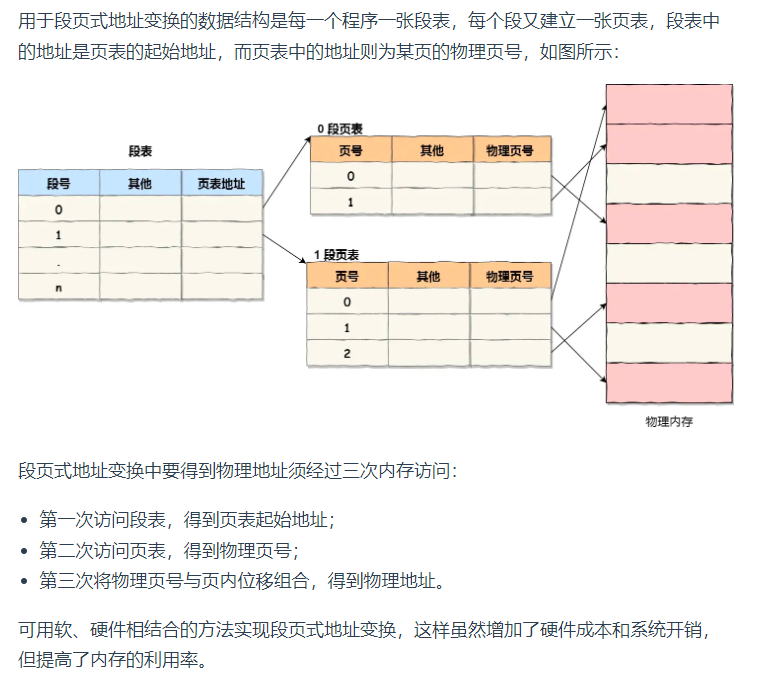 用于段页式地址变换的数据结构是每一个程序一张段表，每个段又建立一张页表，段表中
的地址是页表的起始地址，而页表中的地址则为某页的物理页号，如图所示：
段表
段号 其他 页表地址
0
1
.
n
0 段页表
页号 其他 物理页号
0
1
1 段页表
页号 其他 物理页号
0
1
2
物理内存
段页式地址变换中要得到物理地址须经过三次内存访问：
• 第一次访问段表，得到页表起始地址；
• 第二次访问页表，得到物理页号；
• 第三次将物理页号与页内位移组合，得到物理地址。
可用软、硬件相结合的方法实现段页式地址变换，这样虽然增加了硬件成本和系统开销，
但提高了内存的利用率。